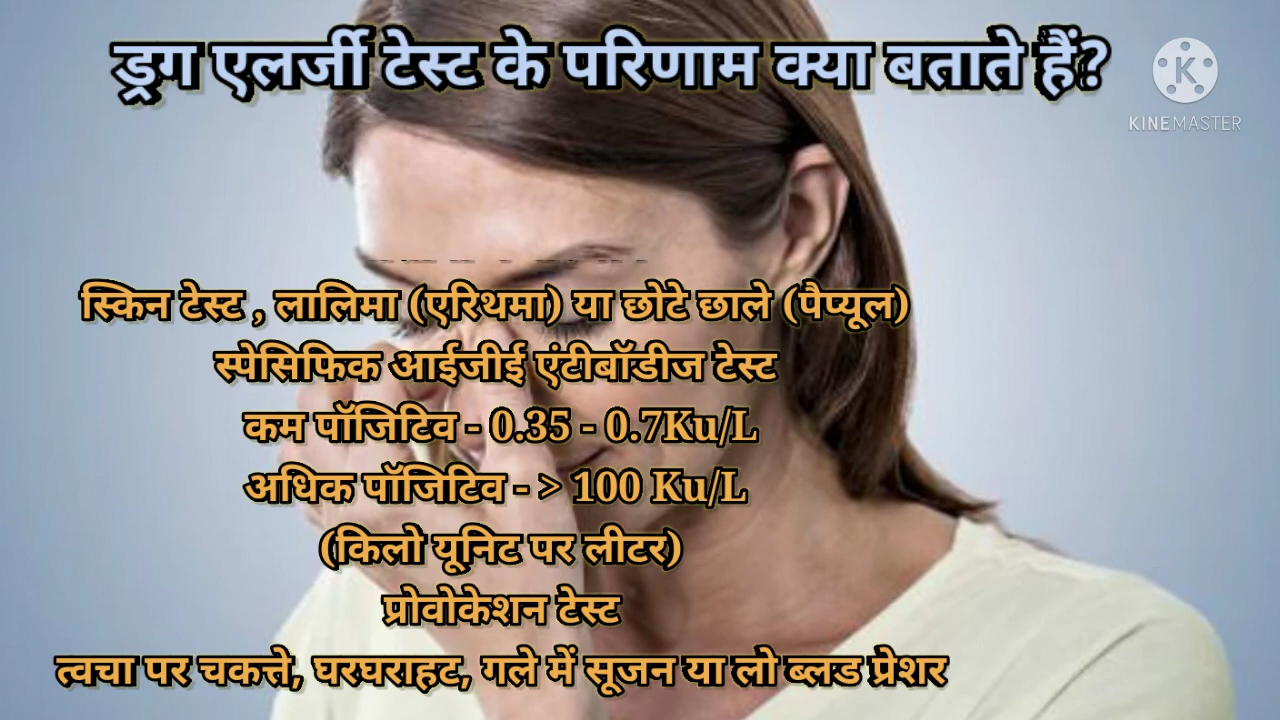 ड्रग एलर्जी टेस्ट के परिणाम क्या बताते हैं?
KINEMASTER
स्किन टेस्ट , लालिमा (एरिथमा) या छोटे छाले (पैप्यूल)
स्पेसिफिक आईजीई एंटीबॉडीज टेस्ट
कम पॉजिटिव - 0.35 - 0.7Ku/L
अधिक पॉजिटिव - > 100 Ku/L
(किलो यूनिट पर लीटर)
प्रोवोकेशन टेस्ट
त्वचा पर चकत्ते, घरघराहट, गले में सूजन या लो ब्लड प्रेशर